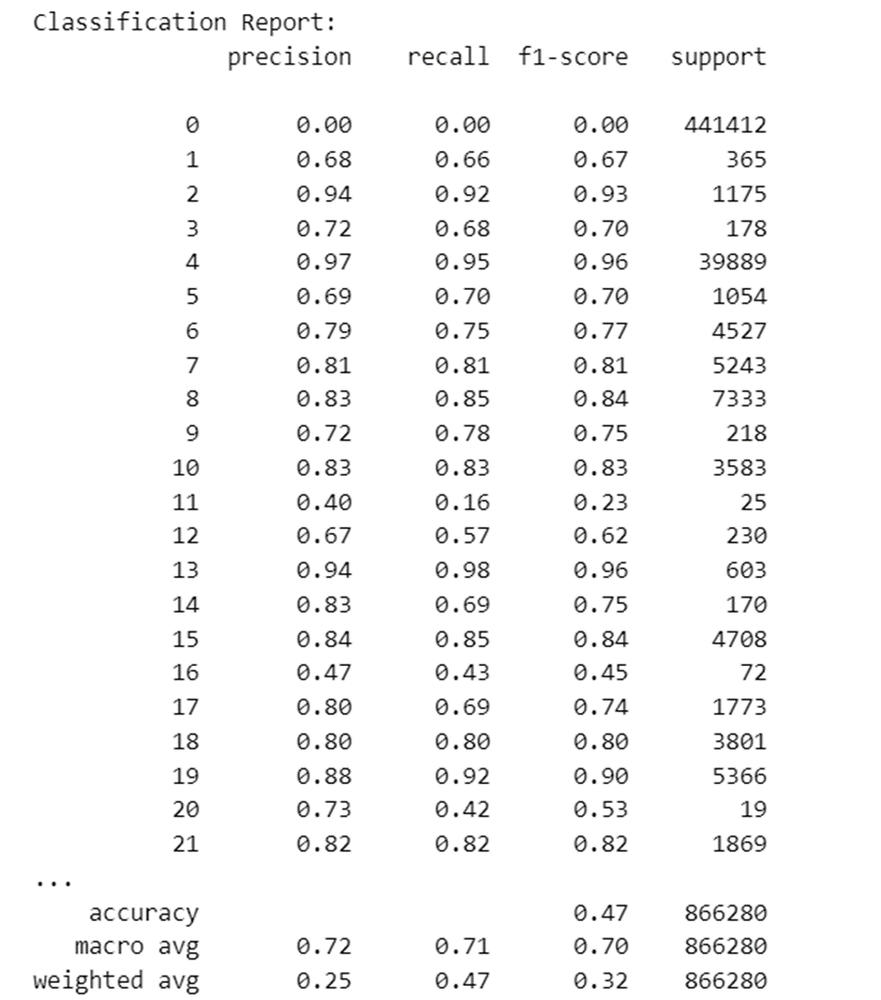 Classification Report:
precision recall f1-score support
0 0.00 0.00 0.00 441412
1 0.68 0.66 0.67 365
2 0.94 0.92 0.93 1175
3 0.72 0.68 0.70 178
4 0.97 0.95 0.96 39889
5 0.69 0.70 0.70 1054
6 0.79 0.75 0.77 4527
7 0.81 0.81 0.81 5243
8 0.83 0.85 0.84 7333
9 0.72 0.78 0.75 218
10 0.83 0.83 0.83 3583
11 0.40 0.16 0.23 25
12 0.67 0.57 0.62 230
13 0.94 0.98 0.96 603
14 0.83 0.69 0.75 170
15 0.84 0.85 0.84 4708
16 0.47 0.43 0.45 72
17 0.80 0.69 0.74 1773
18 0.80 0.80 0.80 3801
19 0.88 0.92 0.90 5366
20 0.73 0.42 0.53 19
21 0.82 0.82 0.82 1869
...
accuracy 0.47 866280
macro avg 0.72 0.71 0.70 866280
weighted avg 0.25 0.47 0.32 866280